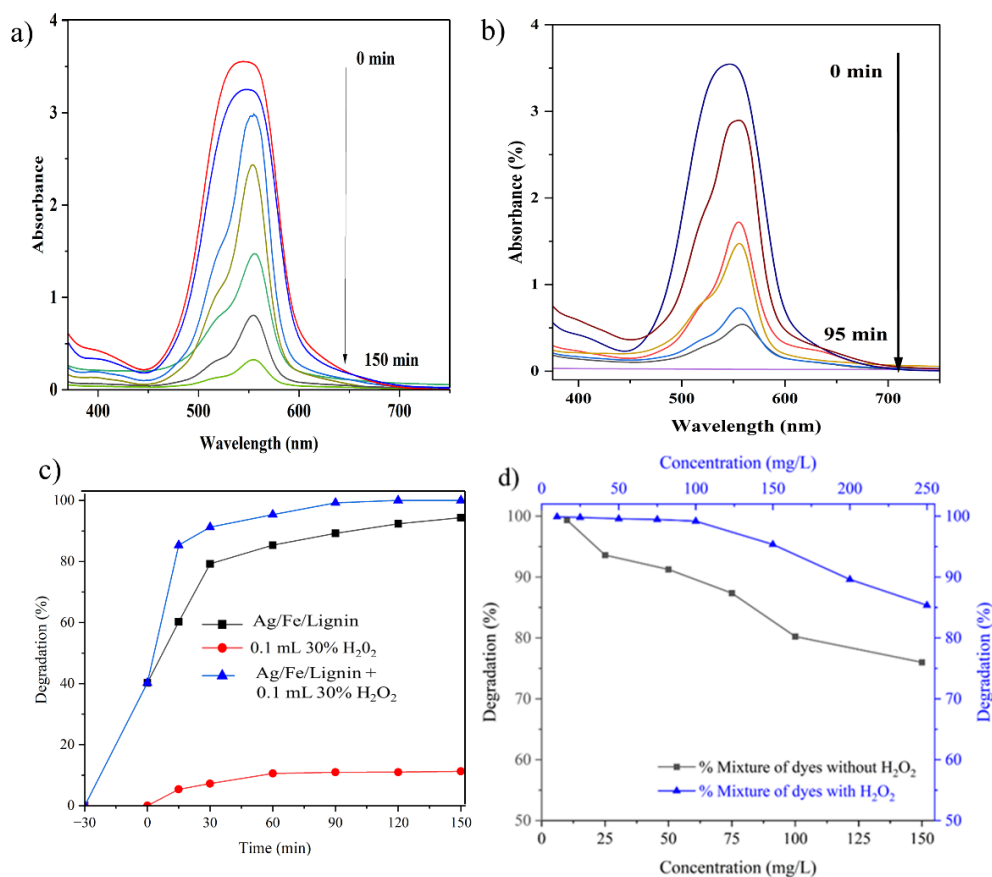 a)
4
3
2
1
0
Absorbance
0 min
150 min
400 500 600 700
Wavelength (nm)
b)
4
3
2
1
0
Absorbance (%)
0 min
95 min
400 500 600 700
Wavelength (nm)
c)
100
80
60
40
20
0
Degradation (%)
Ag/Fe/Lignin
0.1 mL 30% H₂0₂
Ag/Fe/Lignin +
0.1 mL 30% H₂O₂
−30 0 30 60 90 120 150
Time (min)
d)
Concentration (mg/L)
0 50 100 150 200 250
100
90
80
70
60
50
Degradation (%)
% Mixture of dyes without H₂O₂
% Mixture of dyes with H₂O₂
100
90
80
70
60
50
Degradation (%)
0 25 50 75 100 125 150
Concentration (mg/L)